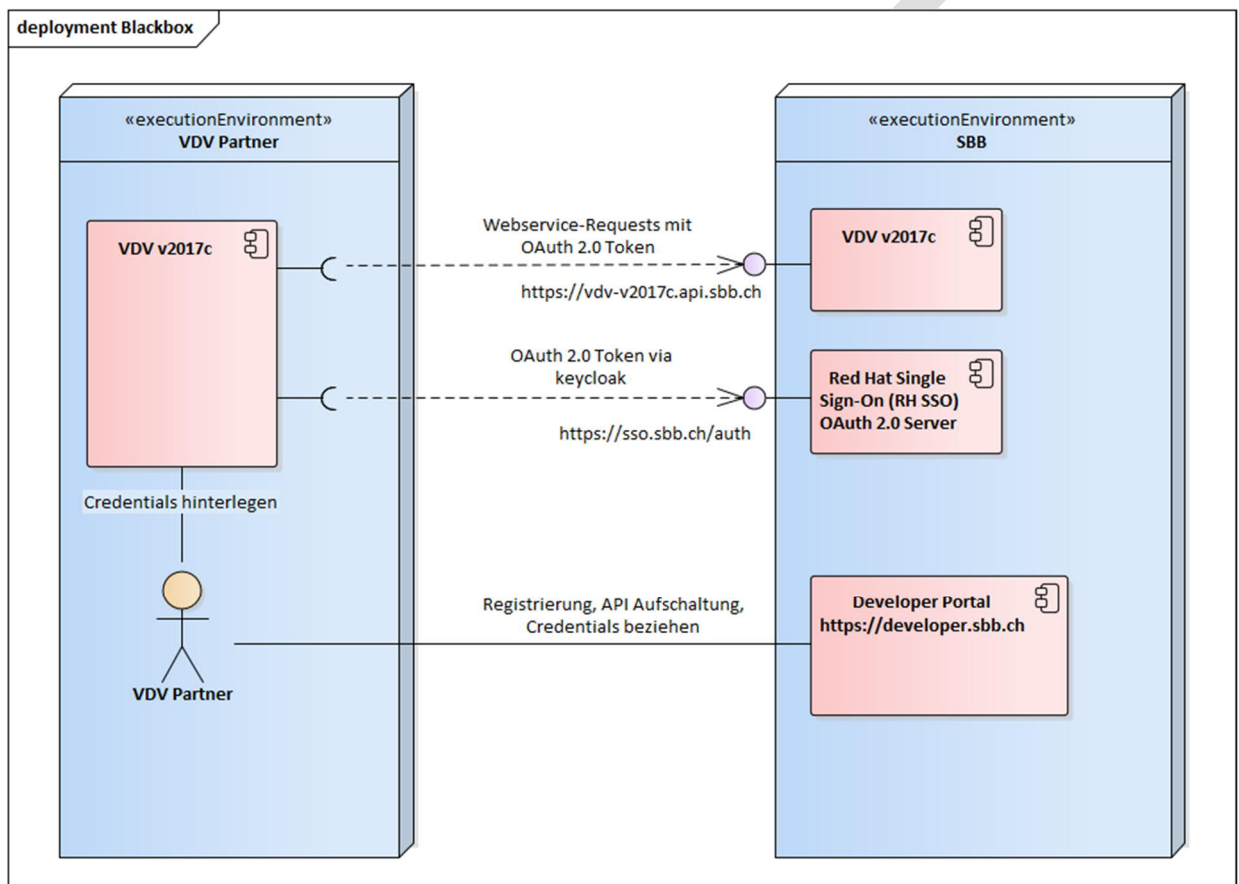 deployment Blackbox
«executionEnvironment»
VDV Partner
VDV v2017c
Credentials hinterlegen
VDV Partner
Webservice-Requests mit
OAuth 2.0 Token
https://vdv-v2017c.api.sbb.ch
OAuth 2.0 Token via
keycloak
https://sso.sbb.ch/auth
Registrierung, API Aufschaltung,
Credentials beziehen
«executionEnvironment»
SBB
VDV v2017c
Red Hat Single
Sign-On (RH SSO)
OAuth 2.0 Server
Developer Portal
https://developer.sbb.ch